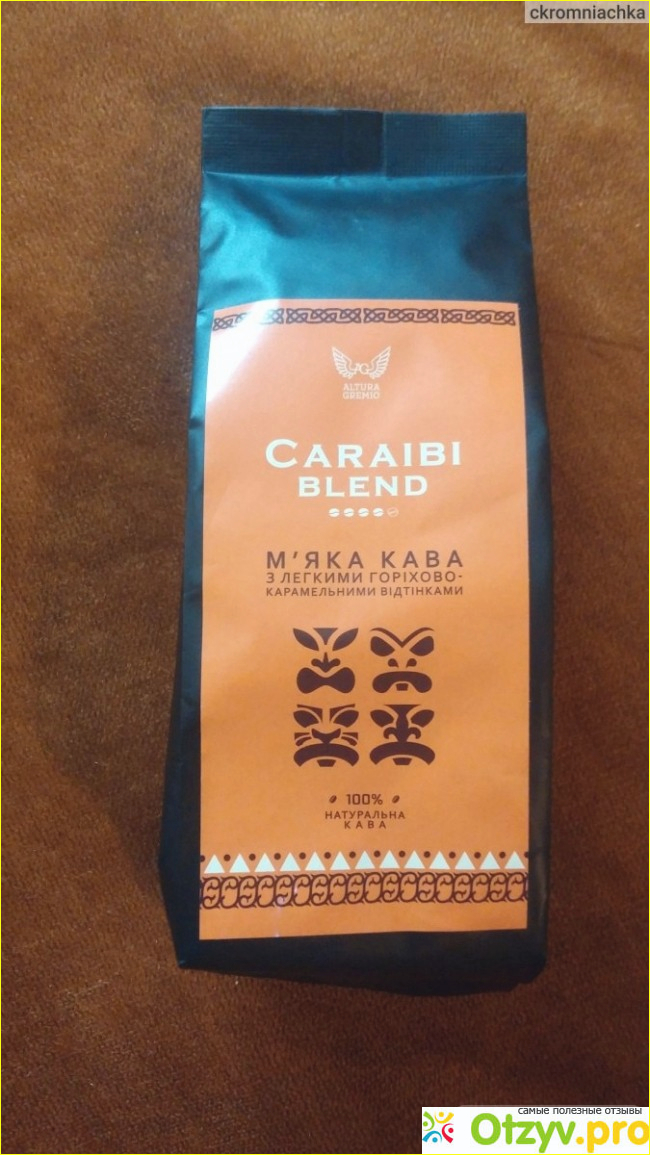 ckromniachka
ALTURA
GREMIO
CARAIBI
BLEND
М'ЯКА КАВА
З ЛЕГКИМИ ГОРІХОВО-
КАРАМЕЛЬНИМИ ВІДТІНКАМИ
100%
НАТУРАЛЬНА
КАВА
самые полезные отзывы
Otzyv.pro